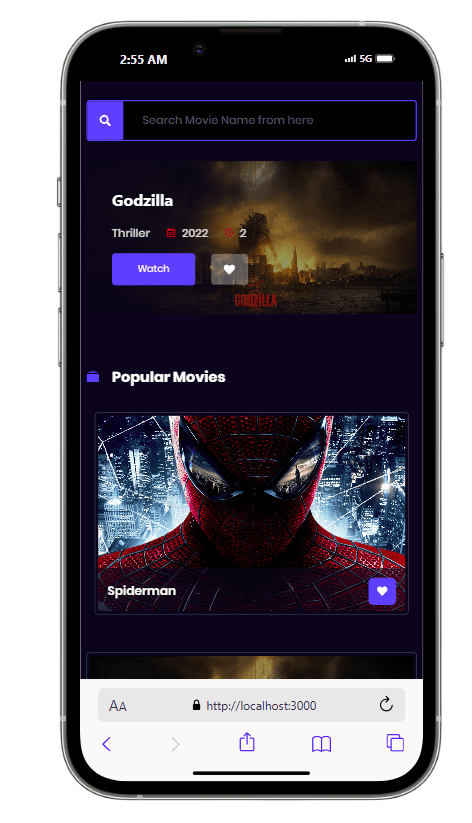 2:55 AM 5G
Search Movie Name from here
Godzilla
Thriller 2022 2
Watch
GODZILLA
Popular Movies
Spiderman
AA http://localhost:3000